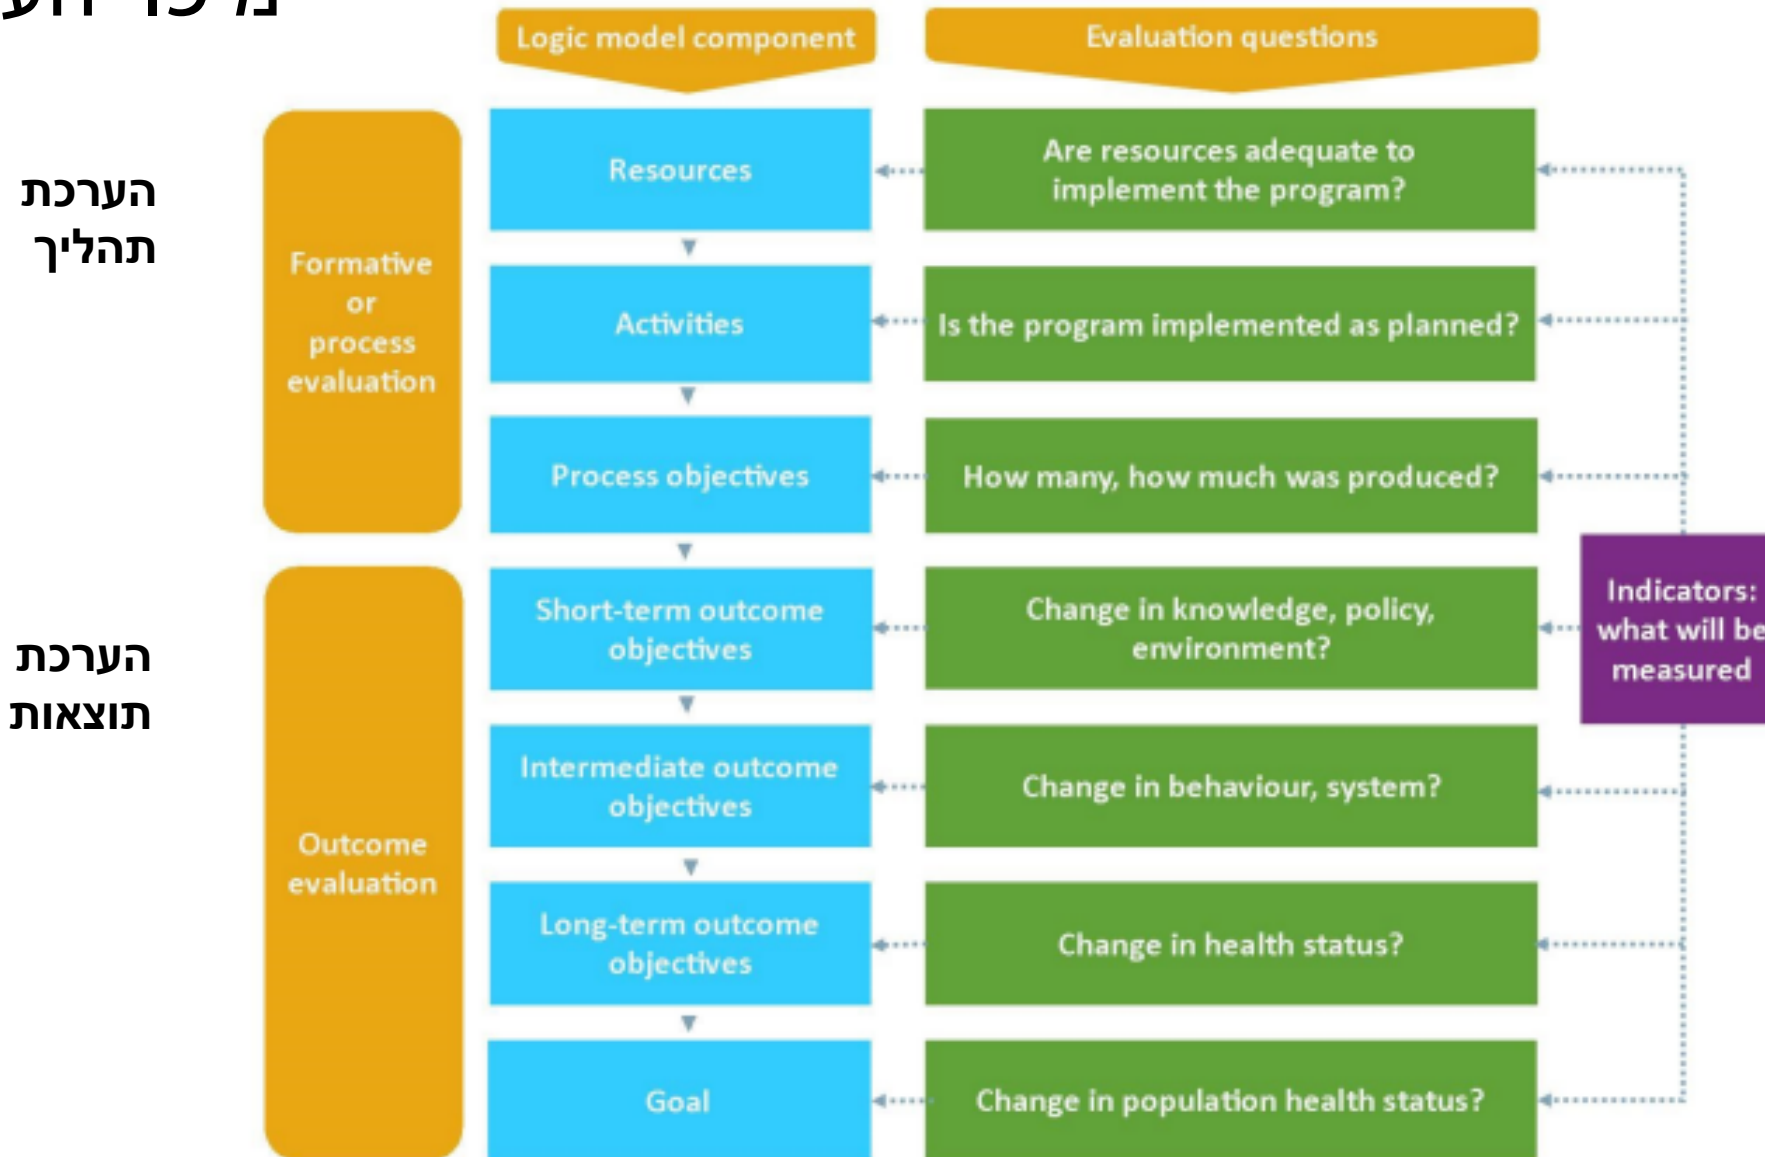 Logic model component
Evaluation questions
הערכת
תהליך
Formative
or
process
evaluation
Resources
Are resources adequate to
implement the program?
Activities
Is the program implemented as planned?
Process objectives
How many, how much was produced?
הערכת
תוצאות
Outcome
evaluation
Short-term outcome
objectives
Change in knowledge, policy,
environment?
Intermediate outcome
objectives
Change in behaviour, system?
Long-term outcome
objectives
Change in health status?
Goal
Change in population health status?
Indicators:
what will be
measured